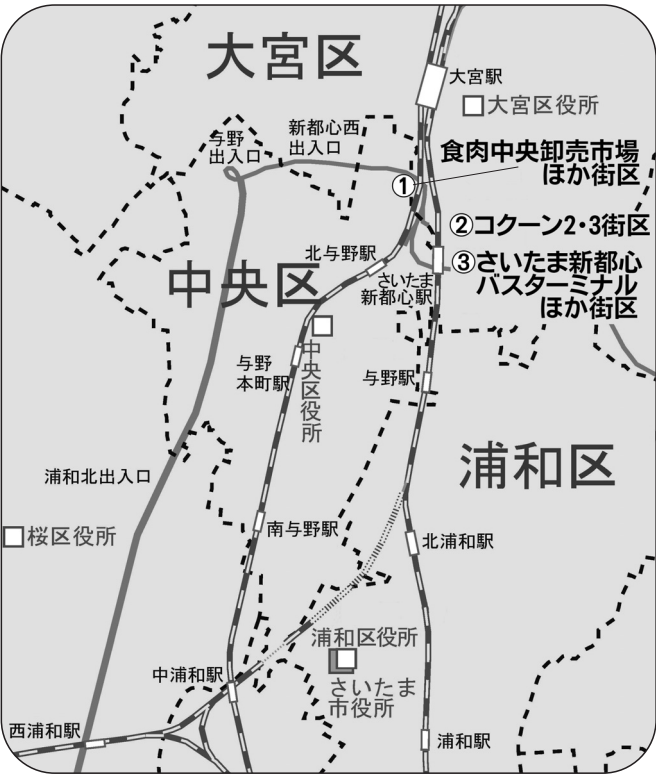 大宮区
大宮駅
大宮区役所
与野
出入口
新都心西
出入口
食肉中央卸売市場
ほか街区
①
②コクーン2・3街区
北与野駅
③さいたま新都心
バスターミナル
ほか街区
中央区
さいたま
新都心駅
与野
本町駅
中央区役所
与野駅
浦和区
浦和北出入口
桜区役所
南与野駅
北浦和駅
浦和区役所
さいたま
市役所
中浦和駅
西浦和駅
浦和駅